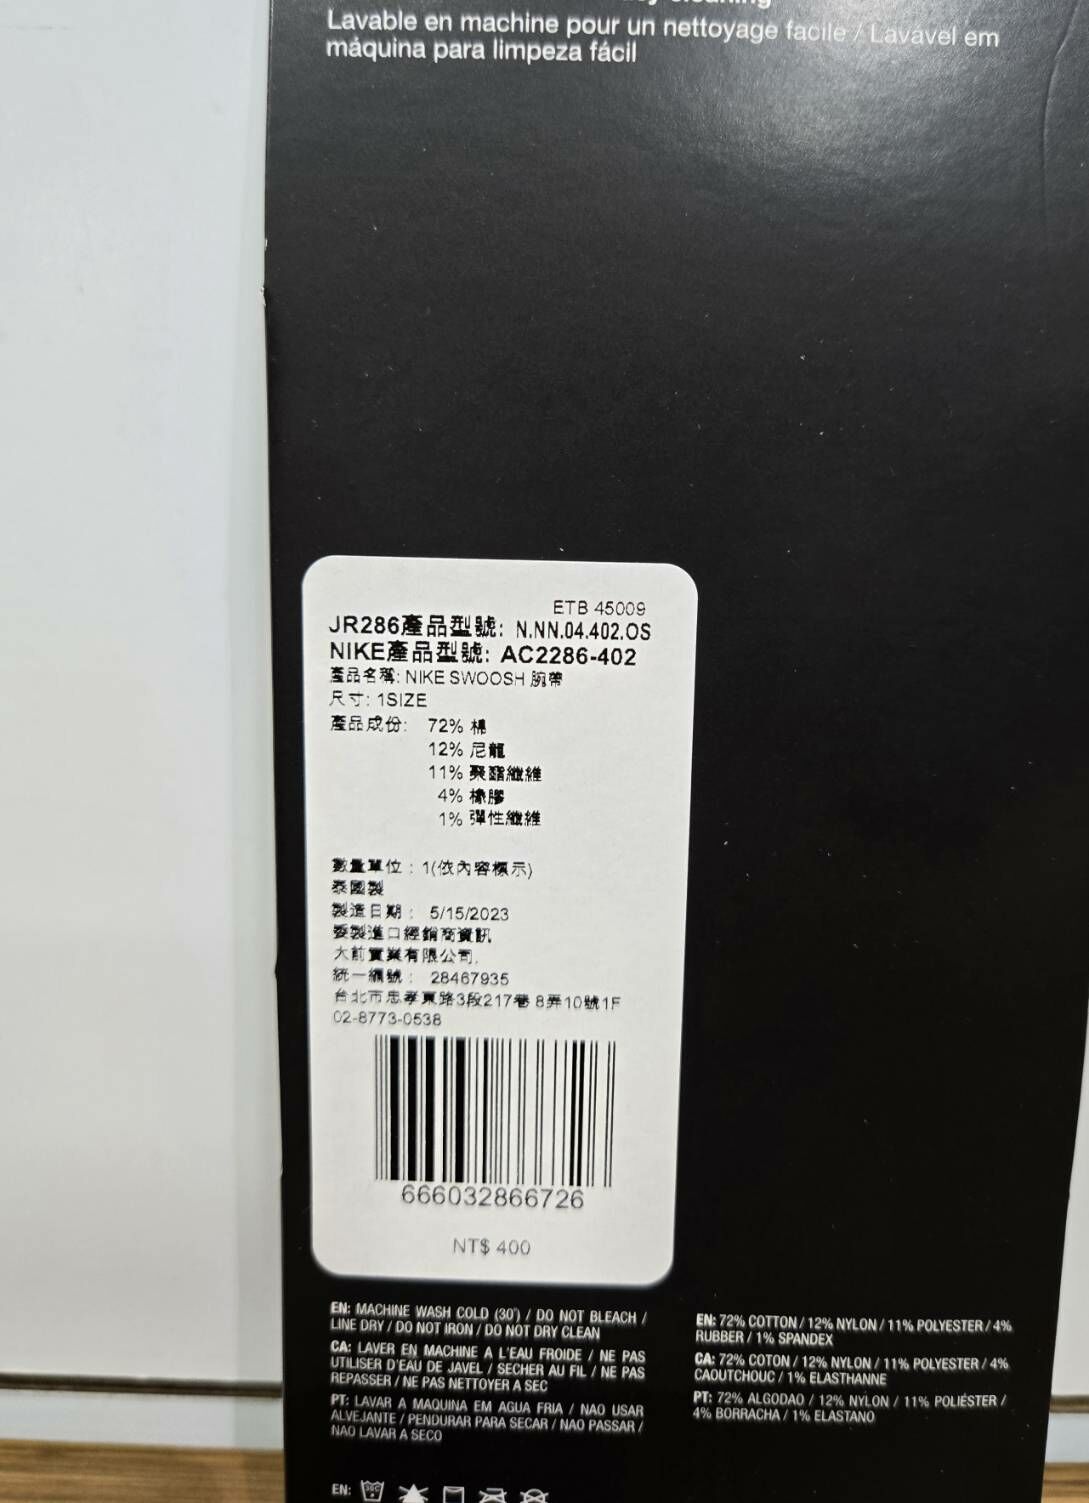 cleaning
Lavable en machine pour un nettoyage facile / Lavável em
máquina para limpeza fácil
ETB 45009
JR286產品型號: N.NN.04.402.OS
NIKE產品型號: AC2286-402
產品名稱: NIKE SWOOSH 腕帶
尺寸: 1SIZE
產品成份: 72% 棉
12% 尼龍
11% 聚酯纖維
4% 橡膠
1% 彈性纖維
數量單位: 1(依內容標示)
泰國製
製造日期: 5/15/2023
委製進口經銷商資訊
大前實業有限公司.
統一編號: 28467935
台北市忠孝東路3段217巷8弄10號1F
02-8773-0538
666032866726
NT$ 400
EN: MACHINE WASH COLD (30°) / DO NOT BLEACH /
LINE DRY / DO NOT IRON / DO NOT DRY CLEAN
CA: LAVER EN MACHINE A L'EAU FROIDE / NE PAS
UTILISER D'EAU DE JAVEL / SECHER AU FIL / NE PAS
REPASSER / NE PAS NETTOYER A SEC
PT: LAVAR A MAQUINA EM AGUA FRIA / NAO USAR
ALVEJANTE / PENDURAR PARA SECAR / NAO PASSAR /
NAO LAVAR A SECO
EN: 72% COTTON / 12% NYLON / 11% POLYESTER / 4%
RUBBER / 1% SPANDEX
CA: 72% COTON / 12% NYLON / 11% POLYESTER / 4%
CAOUTCHOUC / 1% ELASTHANNE
PT: 72% ALGODAO / 12% NYLON / 11% POLIÉSTER /
4% BORRACHA / 1% ELASTANO
EN: 30C